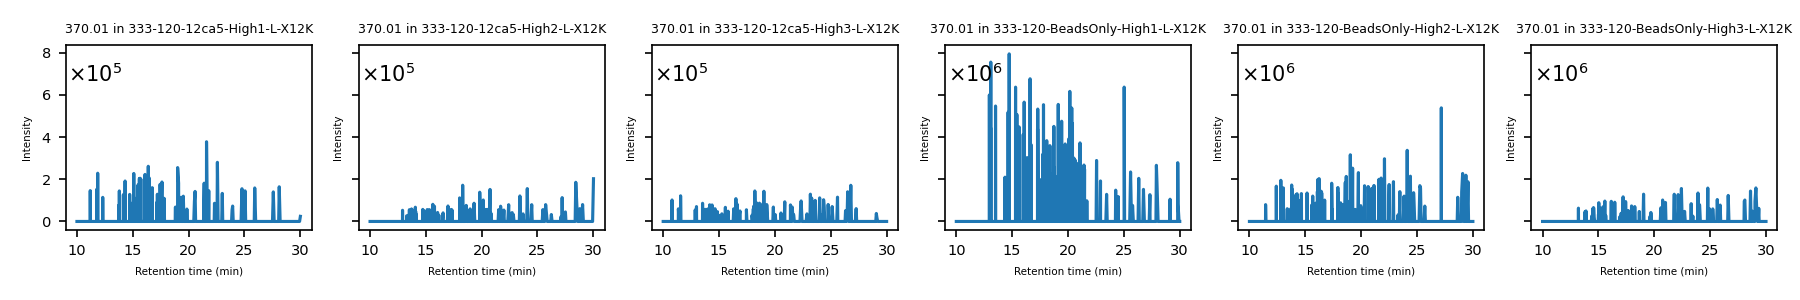 370.01 in 333-120-12ca5-High1-L-X12K
370.01 in 333-120-12ca5-High2-L-X12K
370.01 in 333-120-12ca5-High3-L-X12K
370.01 in 333-120-BeadsOnly-High1-L-X12K
370.01 in 333-120-BeadsOnly-High2-L-X12K
370.01 in 333-120-BeadsOnly-High3-L-X12K
×10⁵
×10⁵
×10⁵
×10⁶
×10⁶
×10⁶
8
6
4
2
0
Intensity
Intensity
Intensity
Intensity
Intensity
Intensity
10 15 20 25 30
10 15 20 25 30
10 15 20 25 30
10 15 20 25 30
10 15 20 25 30
10 15 20 25 30
Retention time (min)
Retention time (min)
Retention time (min)
Retention time (min)
Retention time (min)
Retention time (min)